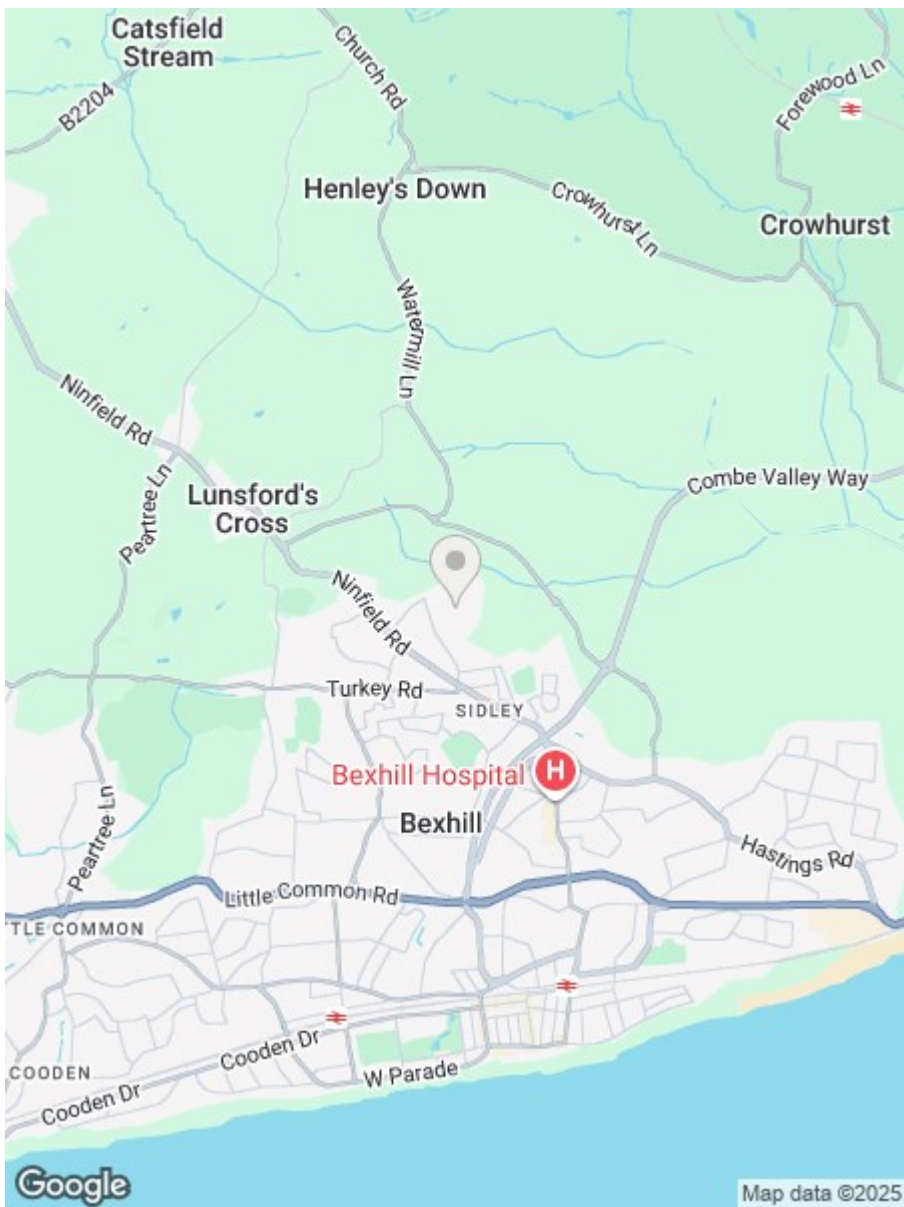 Catsfield
Stream
Church Rd
Forewood Ln
B2204
Henley's Down
Crowhurst Ln
Crowhurst
Watermill Ln
Ninfield Rd
Combe Valley Way
Lunsford's
Cross
Peartree Ln
Ninfield Rd
Turkey Rd
SIDLEY
Bexhill Hospital
H
Bexhill
Peartree Ln
Hastings Rd
Little Common Rd
TTLE COMMON
Cooden Dr
COODEN
W Parade
Cooden Dr
Google
Map data ©2025